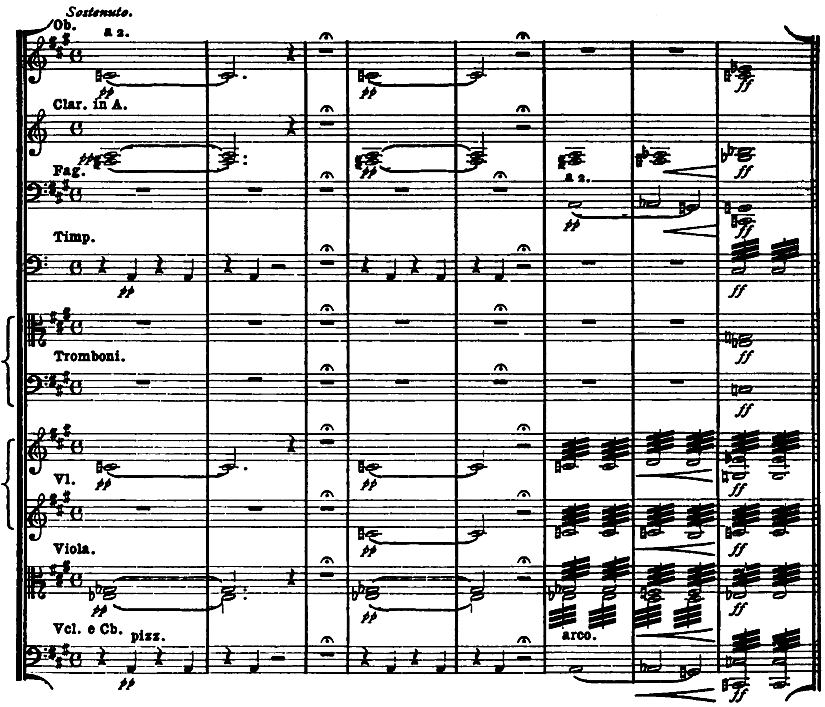 Sostenuto.
Ob.
a 2.
pp
pp
ff
Clar. in A.
pp
pp
ff
Fag.
a 2.
pp
ff
Timp.
pp
ff
ff
Tromboni.
ff
pp
pp
ff
Vl.
pp
ff
Viola.
pp
pp
ff
Vcl. e Cb.
pizz.
arco.
pp
ff